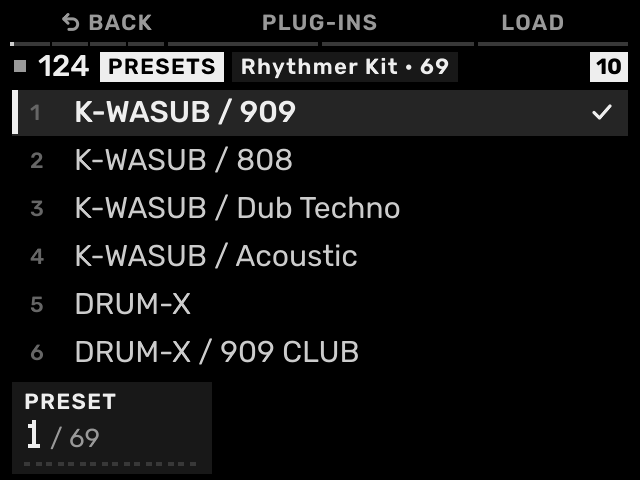 BACK PLUG-INS LOAD
124 PRESETS Rhythmer Kit • 69 10
1 K-WASUB / 909
2 K-WASUB / 808
3 K-WASUB / Dub Techno
4 K-WASUB / Acoustic
5 DRUM-X
6 DRUM-X / 909 CLUB
PRESET
1 / 69